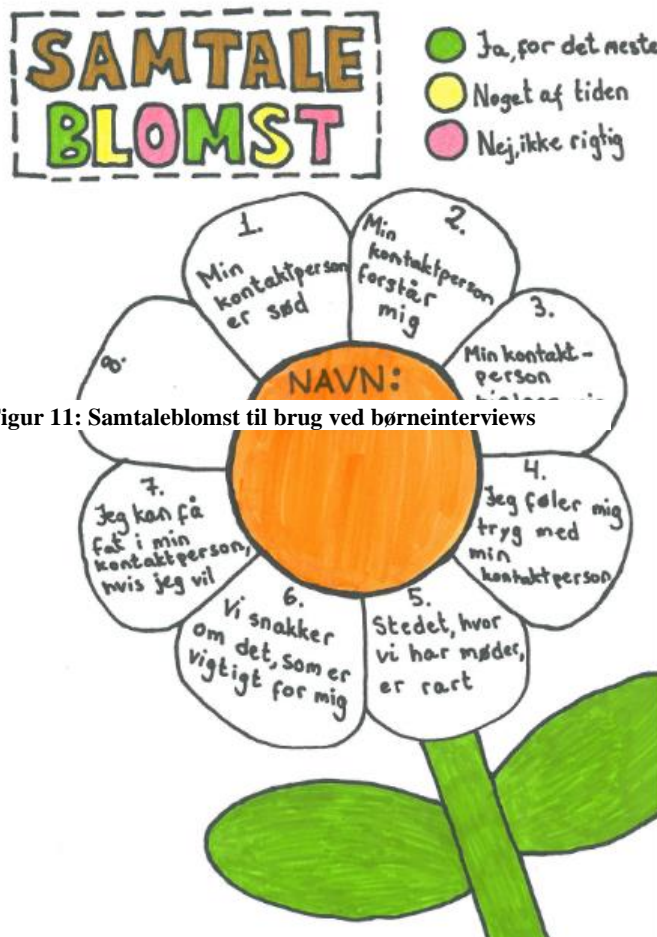 SAMTALE
BLOMST
Ja, for det meste
Noget af tiden
Nej, ikke rigtig
1.
Min
kontaktperson
er sød
2.
Min
kontaktperson
forstår
mig
3.
Min kontakt-
person
4.
Jeg føler mig
tryg med
min
kontaktperson
5.
Stedet, hvor
vi har møder,
er rart
6.
Vi snakker
om det, som er
vigtigt for mig
7.
Jeg kan få
fat i min
kontaktperson,
hvis jeg vil
8.
NAVN:
igur 11: Samtaleblomst til brug ved børneinterviews